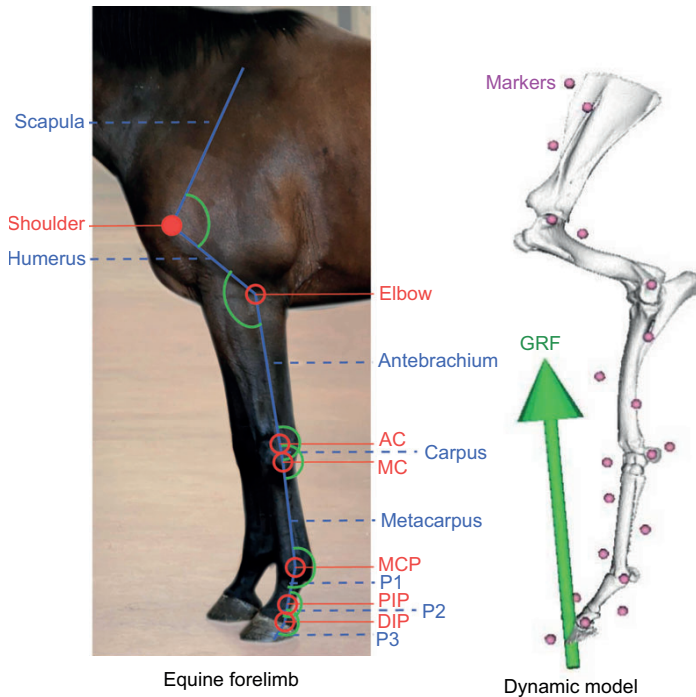 Scapula
Shoulder
Humerus
Elbow
Antebrachium
AC
Carpus
MC
Metacarpus
MCP
P1
PIP
P2
DIP
P3
Equine forelimb
Markers
GRF
Dynamic model